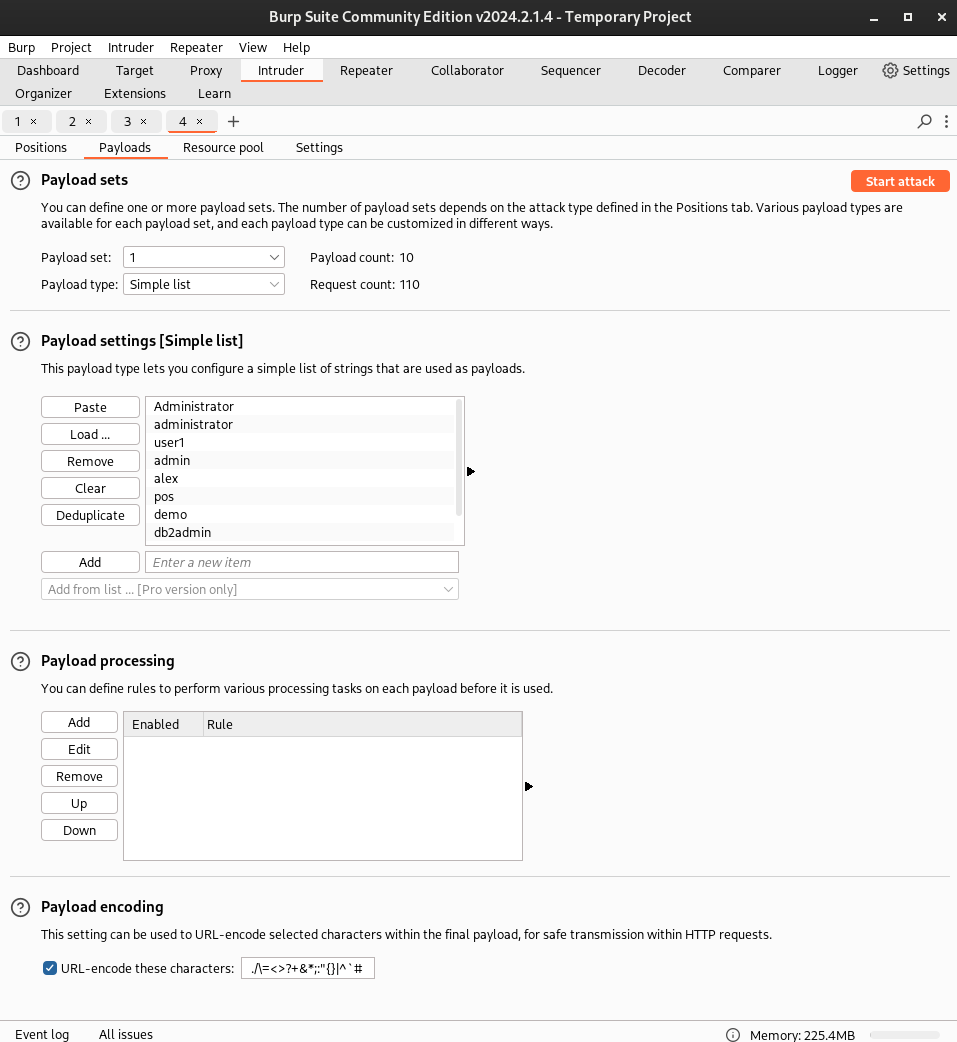 Burp Suite Community Edition v2024.2.1.4 - Temporary Project
Burp Project Intruder Repeater View Help
Dashboard Target Proxy Intruder Repeater Collaborator Sequencer Decoder Comparer Logger Settings
Organizer Extensions Learn
1 × 2 × 3 × 4 × +
Positions Payloads Resource pool Settings
? Payload sets Start attack
You can define one or more payload sets. The number of payload sets depends on the attack type defined in the Positions tab. Various payload types are
available for each payload set, and each payload type can be customized in different ways.
Payload set: 1 Payload count: 10
Payload type: Simple list Request count: 110
? Payload settings [Simple list]
This payload type lets you configure a simple list of strings that are used as payloads.
Paste
Load ...
Remove
Clear
Deduplicate
Administrator
administrator
user1
admin
alex
pos
demo
db2admin
Add Enter a new item
Add from list ... [Pro version only]
? Payload processing
You can define rules to perform various processing tasks on each payload before it is used.
Add
Edit
Remove
Up
Down
Enabled Rule
? Payload encoding
This setting can be used to URL-encode selected characters within the final payload, for safe transmission within HTTP requests.
URL-encode these characters: ./\=<>?+&*;:"{}|^`#
Event log All issues Memory: 225.4MB